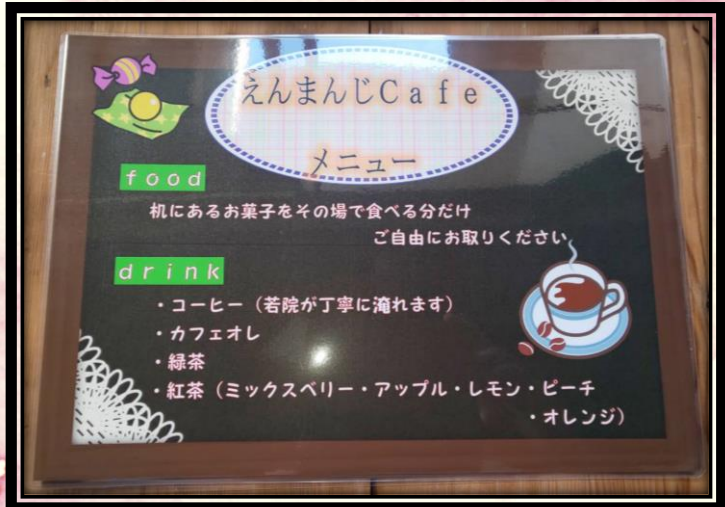 えんまんじCafe
メニュー
food
机にあるお菓子をその場で食べる分だけ
ご自由にお取りください
drink
・コーヒー（若院が丁寧に淹れます）
・カフェオレ
・緑茶
・紅茶（ミックスベリー・アップル・レモン・ピーチ
・オレンジ）